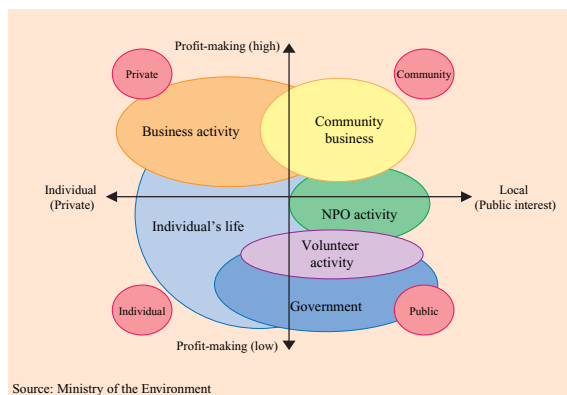 Profit-making (high)
Private
Community
Business activity
Community
business
Individual
(Private)
Local
(Public interest)
NPO activity
Individual's life
Volunteer
activity
Individual
Government
Public
Profit-making (low)
Source: Ministry of the Environment